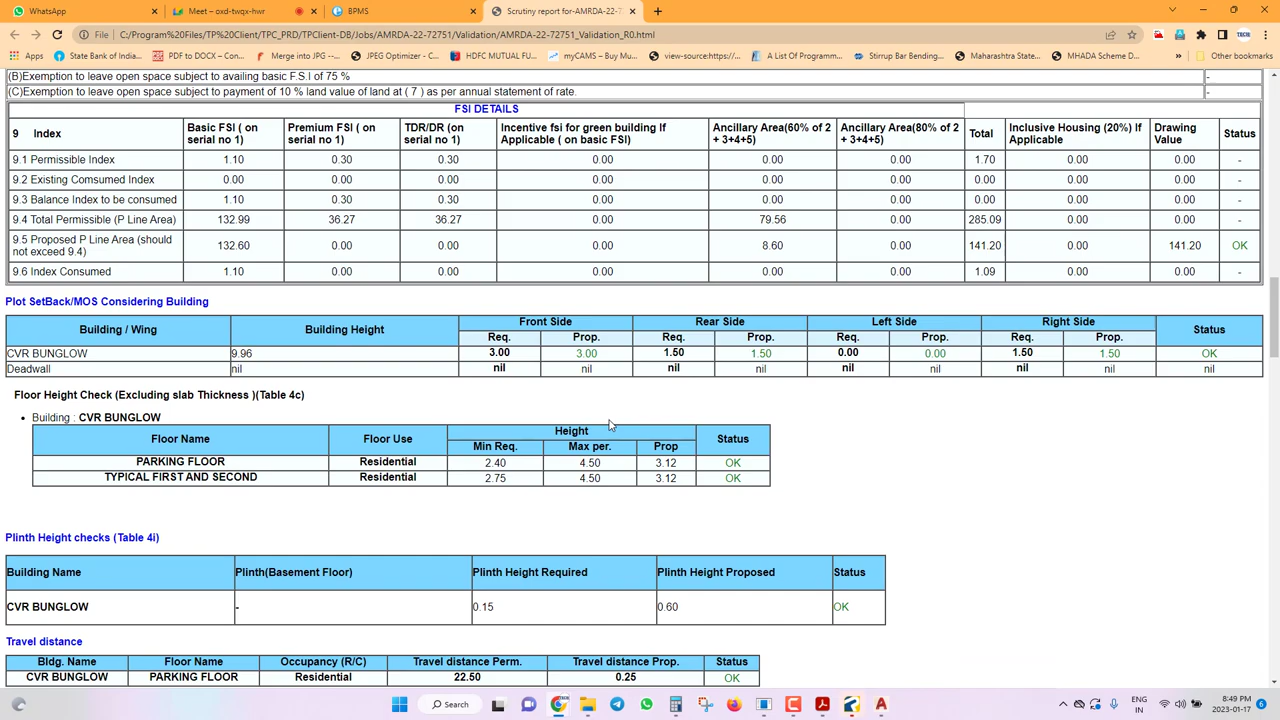 WhatsApp
Meet – oxd-twqx-hwr
BPMS
Scrutiny report for-AMRDA-22-7
File
C:/Program%20Files/TP%20Client/TPC_PRD/TPClient-DB/Jobs/AMRDA-22-72751/Validation/AMRDA-22-72751_Validation_R0.html
Apps
State Bank of India...
PDF to DOCX – Con...
Merge into JPG --...
JPEG Optimizer - C...
HDFC MUTUAL FU...
myCAMS – Buy Mu...
view-source:https:/...
A List Of Programm...
Stirrup Bar Bending...
Maharashtra State...
MHADA Scheme D...
Other bookmarks
(B)Exemption to leave open space subject to availing basic F.S.I of 75 % -
(C)Exemption to leave open space subject to payment of 10 % land value of land at ( 7 ) as per annual statement of rate. -
FSI DETAILS
9 Index Basic FSI ( on serial no 1) Premium FSI ( on serial no 1) TDR/DR (on serial no 1) Incentive fsi for green building If Applicable ( on basic FSI) Ancillary Area(60% of 2 + 3+4+5) Ancillary Area(80% of 2 + 3+4+5) Total Inclusive Housing (20%) If Applicable Drawing Value Status
9.1 Permissible Index 1.10 0.30 0.30 0.00 0.00 0.00 1.70 0.00 0.00 -
9.2 Existing Comsumed Index 0.00 0.00 0.00 0.00 0.00 0.00 0.00 0.00 0.00 -
9.3 Balance Index to be consumed 1.10 0.30 0.30 0.00 0.00 0.00 0.00 0.00 0.00 -
9.4 Total Permissible (P Line Area) 132.99 36.27 36.27 0.00 79.56 0.00 285.09 0.00 0.00 -
9.5 Proposed P Line Area (should not exceed 9.4) 132.60 0.00 0.00 0.00 8.60 0.00 141.20 0.00 141.20 OK
9.6 Index Consumed 1.10 0.00 0.00 0.00 0.00 0.00 1.09 0.00 0.00 -
Plot SetBack/MOS Considering Building
Building / Wing Building Height Front Side Rear Side Left Side Right Side Status
Req. Prop. Req. Prop. Req. Prop. Req. Prop.
CVR BUNGLOW 9.96 3.00 3.00 1.50 1.50 0.00 0.00 1.50 1.50 OK
Deadwall nil nil nil nil nil nil nil nil nil nil
Floor Height Check (Excluding slab Thickness )(Table 4c)
• Building : CVR BUNGLOW
Floor Name Floor Use Height Status
Min Req. Max per. Prop
PARKING FLOOR Residential 2.40 4.50 3.12 OK
TYPICAL FIRST AND SECOND Residential 2.75 4.50 3.12 OK
Plinth Height checks (Table 4i)
Building Name Plinth(Basement Floor) Plinth Height Required Plinth Height Proposed Status
CVR BUNGLOW - 0.15 0.60 OK
Travel distance
Bldg. Name Floor Name Occupancy (R/C) Travel distance Perm. Travel distance Prop. Status
CVR BUNGLOW PARKING FLOOR Residential 22.50 0.25 OK
Search
ENG
IN
8:49 PM
2023-01-17